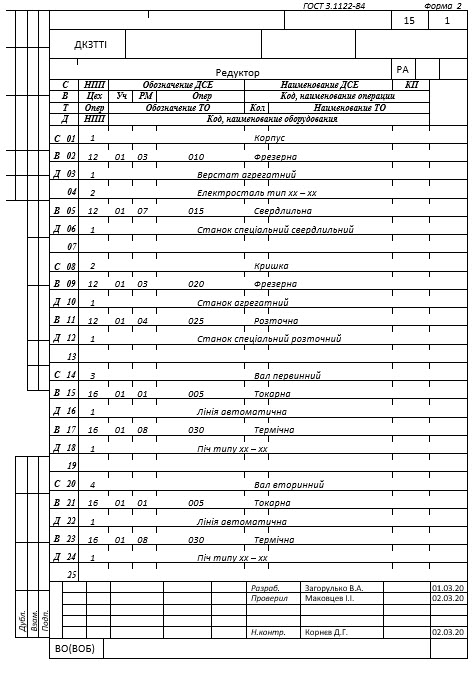 ГОСТ 3.1122-84 Форма 2
15 1
ДКЗТТІ
Редуктор РА
С НПП Обозначение ДСЕ Наименование ДСЕ КП
В Цех Уч РМ Опер Код, наименование операции
Т Опер Обозначение ТО Кол Наименование ТО
Д НПП Код, наименование оборудования
С 01 1 Корпус
В 02 12 01 03 010 Фрезерна
Д 03 1 Верстат агрегатний
04 2 Електросталь тип хх – хх
В 05 12 01 07 015 Свердлильна
Д 06 1 Станок спеціальний свердлильний
07
С 08 2 Кришка
В 09 12 01 03 020 Фрезерна
Д 10 1 Станок агрегатний
В 11 12 01 04 025 Розточна
Д 12 1 Станок спеціальний розточний
13
С 14 3 Вал первинний
В 15 16 01 01 005 Токарна
Д 16 1 Лінія автоматична
В 17 16 01 08 030 Термічна
Д 18 1 Піч типу хх – хх
19
С 20 4 Вал вторинний
В 21 16 01 01 005 Токарна
Д 22 1 Лінія автоматична
В 23 16 01 08 030 Термічна
Д 24 1 Піч типу хх – хх
25
Разраб. Загорулько В.А. 01.03.20
Проверил Маковцев І.І. 02.03.20
Н.контр. Корнєв Д.Г. 02.03.20
Дубл.
Взам.
Подп.
ВО(ВОБ)